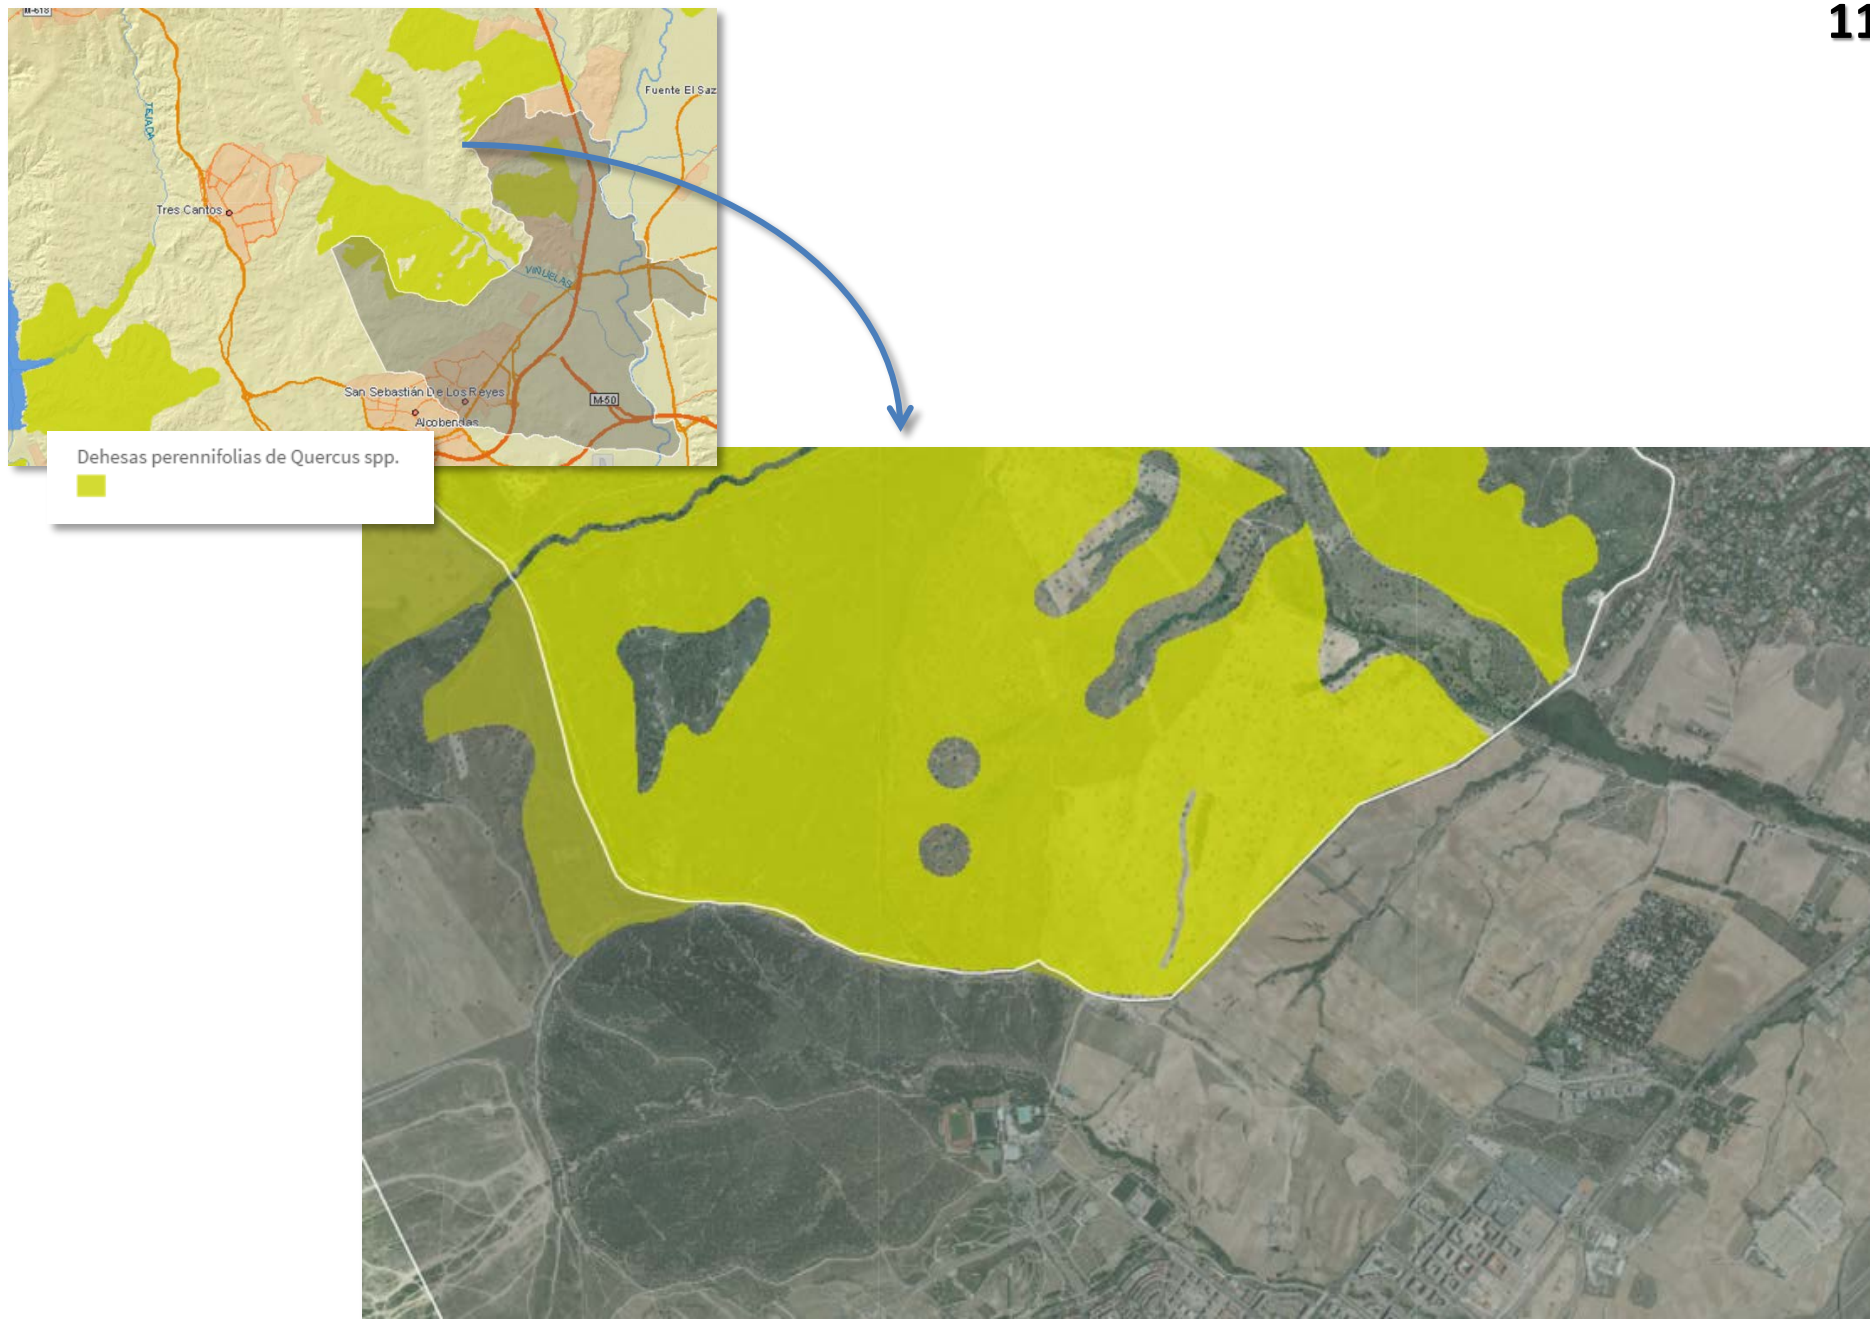 11
M-618
TEJADA
Fuente El Saz
Tres Cantos
VIÑUELAS
San Sebastián De Los Reyes
M-50
Alcobendas
Dehesas perennifolias de Quercus spp.